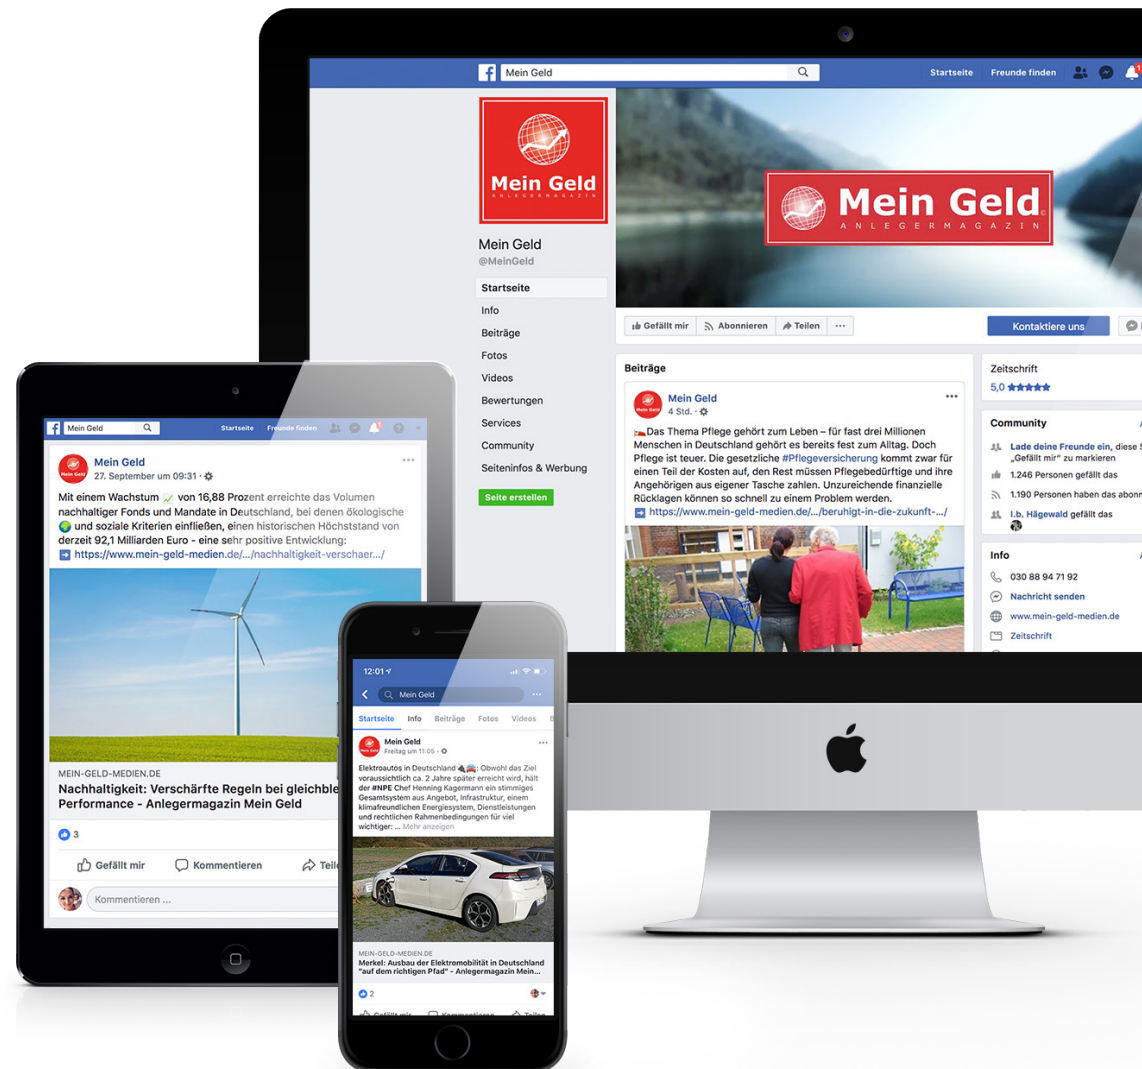 Mein Geld
Startseite
Freunde finden
1
Mein Geld
ANLEGERMAGAZIN
Mein Geld
ANLEGERMAGAZIN
Mein Geld
@MeinGeld
Startseite
Info
Beiträge
Fotos
Videos
Bewertungen
Services
Community
Seiteninfos & Werbung
Seite erstellen
Gefällt mir
Abonnieren
Teilen
Kontaktiere uns
Beiträge
Mein Geld
Mein Geld
4 Std.
Das Thema Pflege gehört zum Leben – für fast drei Millionen
Menschen in Deutschland gehört es bereits fest zum Alltag. Doch
Pflege ist teuer. Die gesetzliche #Pflegeversicherung kommt zwar für
einen Teil der Kosten auf, den Rest müssen Pflegebedürftige und ihre
Angehörigen aus eigener Tasche zahlen. Unzureichende finanzielle
Rücklagen können so schnell zu einem Problem werden.
https://www.mein-geld-medien.de/.../beruhigt-in-die-zukunft-.../
Zeitschrift
5,0 ★★★★★
Community
Lade deine Freunde ein, diese
„Gefällt mir“ zu markieren
1.246 Personen gefällt das
1.190 Personen haben das
I.b. Hägewald gefällt das
Info
030 88 94 71 92
Nachricht senden
www.mein-geld-medien.de
Zeitschrift
Mein Geld
Startseite
Freunde finden
1
Mein Geld
Mein Geld
27. September um 09:31
Mit einem Wachstum 📈 von 16,88 Prozent erreichte das Volumen
nachhaltiger Fonds und Mandate in Deutschland, bei denen ökologische
🌍 und soziale Kriterien einfließen, einen historischen Höchststand von
derzeit 92,1 Milliarden Euro - eine sehr positive Entwicklung:
https://www.mein-geld-medien.de/.../nachhaltigkeit-verschaer.../
MEIN-GELD-MEDIEN.DE
Nachhaltigkeit: Verschärfte Regeln bei
Performance - Anlegermagazin Mein Geld
3
Gefällt mir
Kommentieren
Kommentieren ...
12:01
Mein Geld
Startseite
Info
Beiträge
Fotos
Videos
Mein Geld
Mein Geld
Freitag um 11:05
Elektroautos in Deutschland 🔌🚘: Obwohl das Ziel
voraussichtlich ca. 2 Jahre später erreicht wird, hält
der #NPE Chef Henning Kagermann ein stimmiges
Gesamtsystem aus Angebot, Infrastruktur, einem
klimafreundlichen Energiesystem, Dienstleistungen
und rechtlichen Rahmenbedingungen für viel
wichtiger: ... Mehr anzeigen
MEIN-GELD-MEDIEN.DE
Merkel: Ausbau der Elektromobilität in Deutschland
"auf dem richtigen Pfad" - Anlegermagazin Mein...
2
Gefällt mir
Kommentieren
Teilen